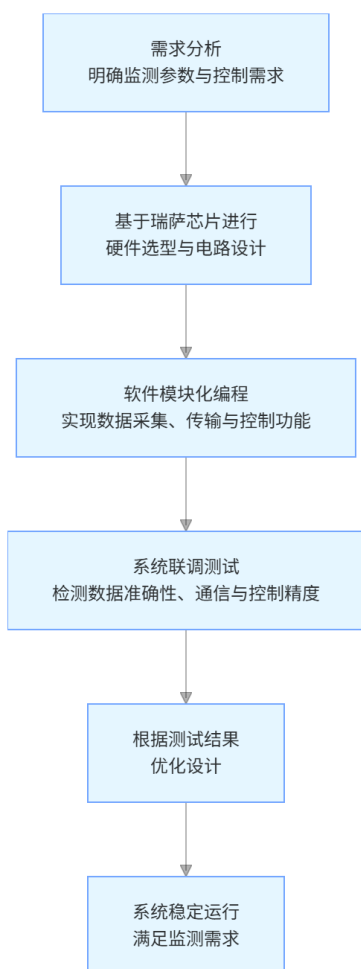 需求分析
明确监测参数与控制需求
基于瑞萨芯片进行
硬件选型与电路设计
软件模块化编程
实现数据采集、传输与控制功能
系统联调测试
检测数据准确性、通信与控制精度
根据测试结果
优化设计
系统稳定运行
满足监测需求